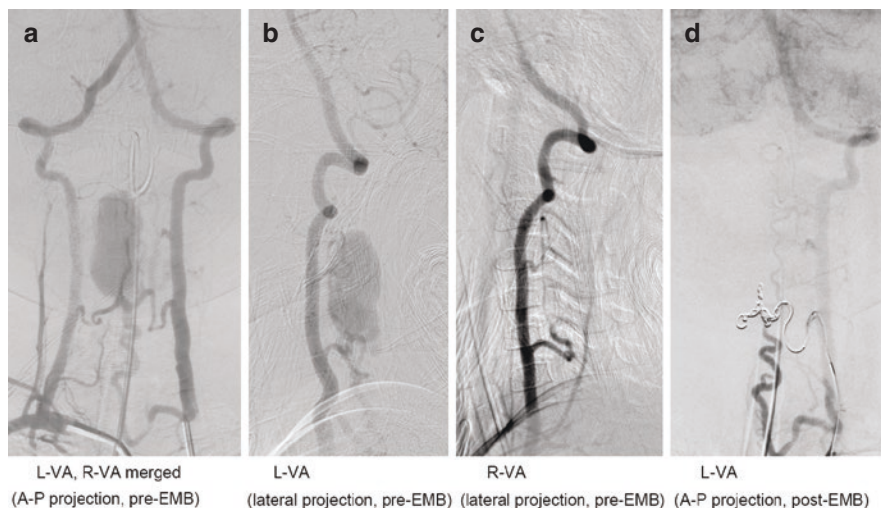 a
b
c
d
L-VA, R-VA merged
(A-P projection, pre-EMB)
L-VA
(lateral projection, pre-EMB)
R-VA
(lateral projection, pre-EMB)
L-VA
(A-P projection, post-EMB)